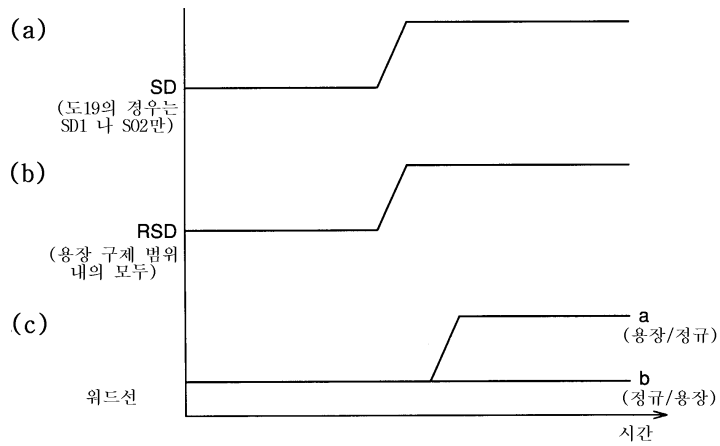 (a)
SD
(도19의 경우는
SD1 나 SO2만)
(b)
RSD
(용장 구제 범위
내의 모두)
(c)
a
(용장/정규)
b
워드선
(정규/용장)
시간